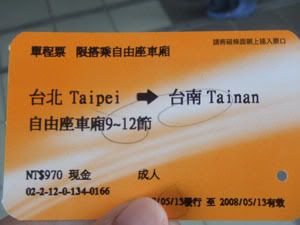 單程票 限搭乘自由座車廂
請將磁條面朝上插入票口
台北 Taipei ➡ 台南 Tainan
自由座車廂9~12節
NT$970 現金 成人
02-2-12-0-134-0166
/05/13發行 至 2008/05/13有效